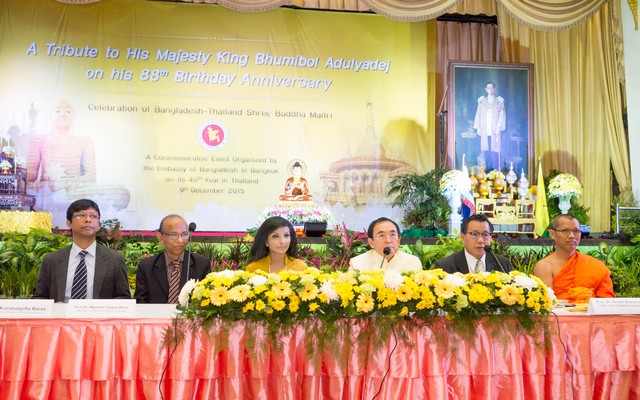 A Tribute to His Majesty King Bhumibol Adulyadej
on his 88th Birthday Anniversary
Celebration of Bangladesh-Thailand Shree Buddha Maitri
A Commemorative Event Organized by
the Embassy of Bangladesh in Bangkok
on its 40th Year in Thailand
9th December 2015